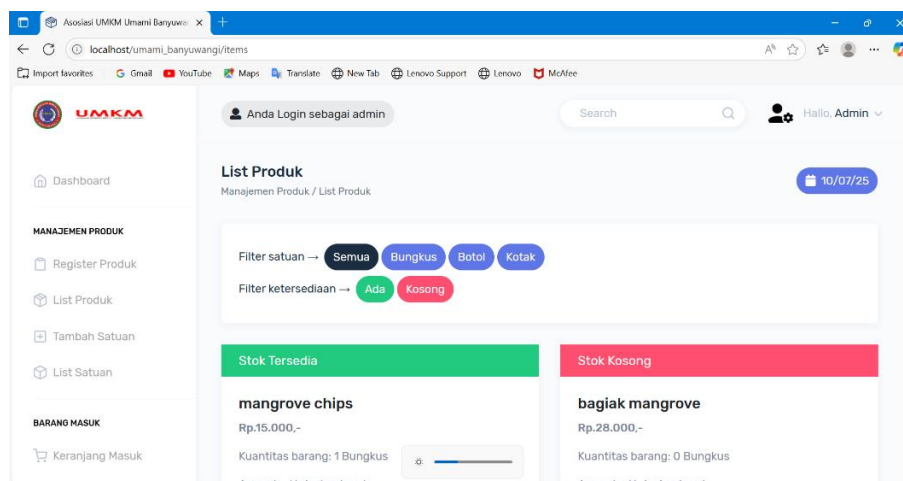 Asosiasi UMKM Umami Banyuwa
localhost/umami_banyuwangi/items
Import favorites Gmail YouTube Maps Translate New Tab Lenovo Support Lenovo McAfee
UMKM
Anda Login sebagai admin
Search
Hallo, Admin
Dashboard
MANAJEMEN PRODUK
Register Produk
List Produk
Tambah Satuan
List Satuan
BARANG MASUK
Keranjang Masuk
List Produk
Manajemen Produk / List Produk
10/07/25
Filter satuan → Semua Bungkus Botol Kotak
Filter ketersediaan → Ada Kosong
Stok Tersedia
mangrove chips
Rp.15.000,-
Kuantitas barang: 1 Bungkus
Stok Kosong
bagiak mangrove
Rp.28.000,-
Kuantitas barang: 0 Bungkus